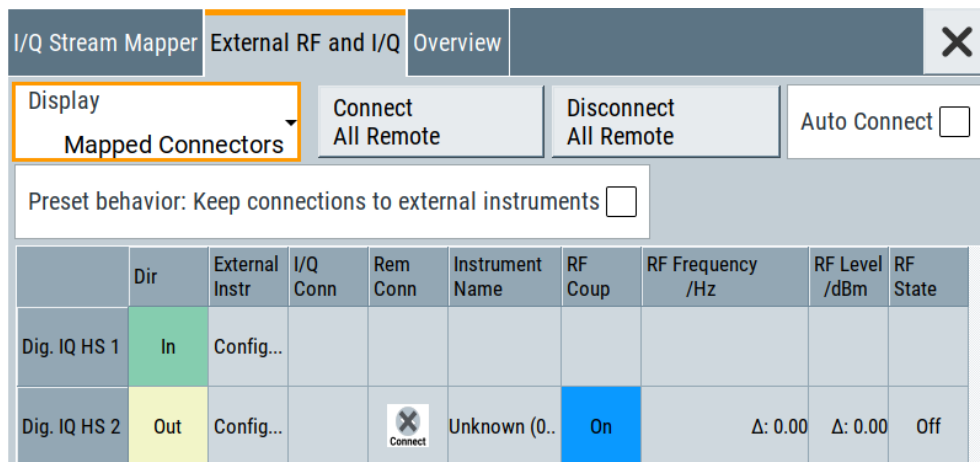 I/Q Stream Mapper External RF and I/Q Overview
Display
Mapped Connectors
Connect
All Remote
Disconnect
All Remote
Auto Connect
Preset behavior: Keep connections to external instruments
Dir External Instr I/Q Conn Rem Conn Instrument Name RF Coup RF Frequency /Hz RF Level /dBm RF State
Dig. IQ HS 1 In Config...
Dig. IQ HS 2 Out Config... Connect Unknown (0.. On Δ: 0.00 Δ: 0.00 Off